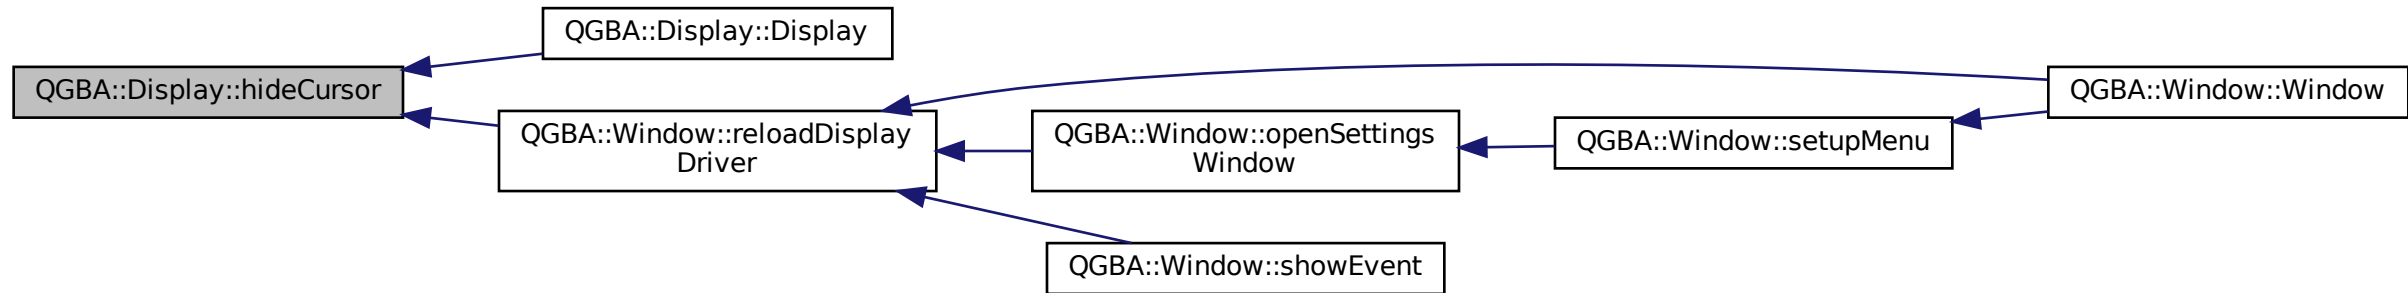 QGBA::Display::hideCursor
QGBA::Display::Display
QGBA::Window::reloadDisplay
Driver
QGBA::Window::openSettings
Window
QGBA::Window::showEvent
QGBA::Window::setupMenu
QGBA::Window::Window